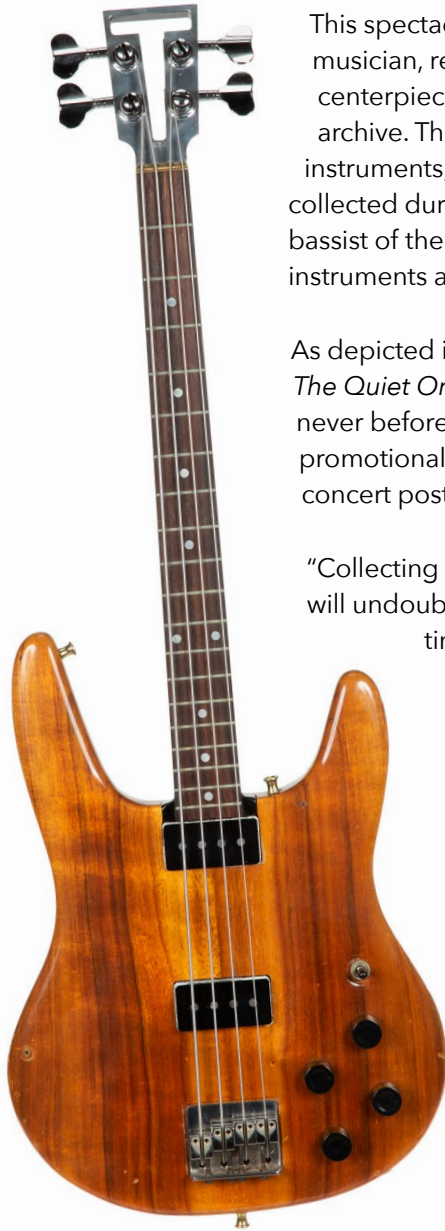 This spectac
musician, re
centerpiec
archive. Th
instruments,
collected dur
bassist of the
instruments a
As depicted i
The Quiet On
never before
promotional
concert post
"Collecting
will undoub
ti